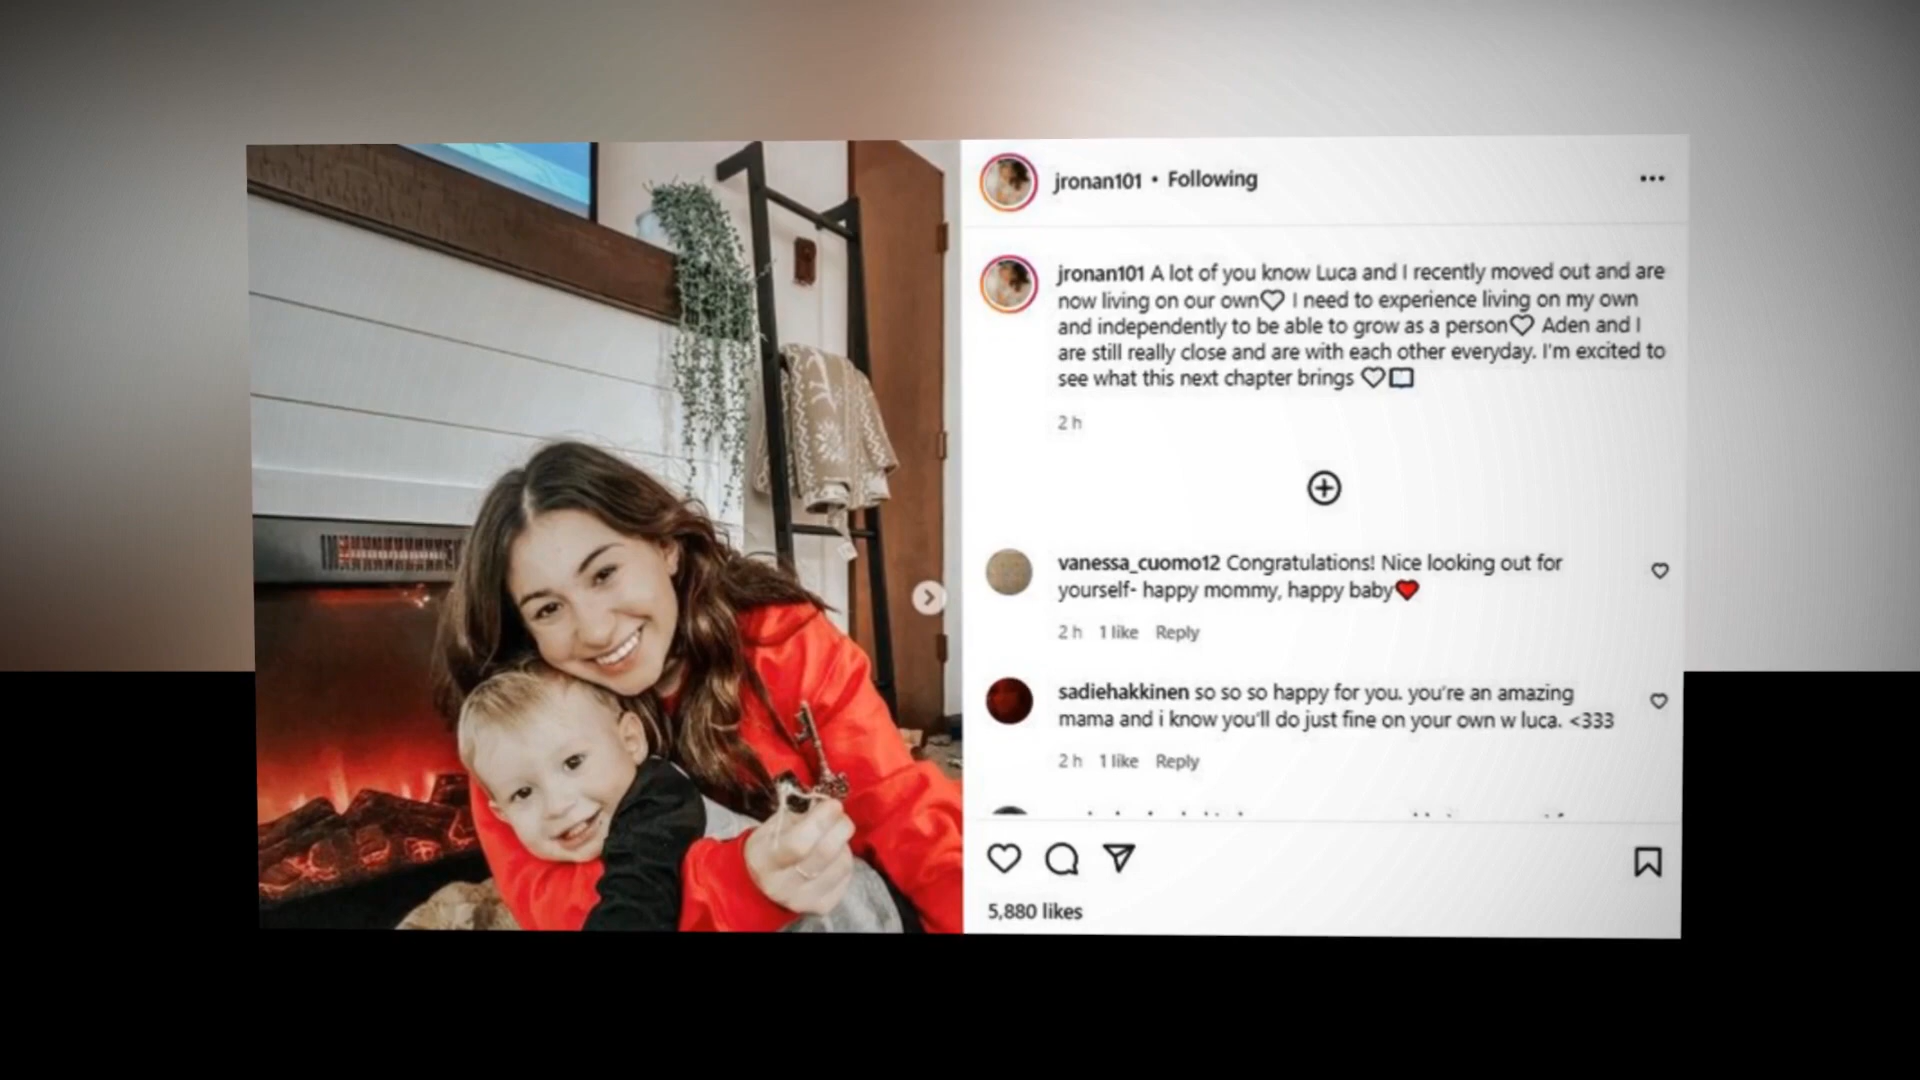 jronan101 • Following
jronan101 A lot of you know Luca and I recently moved out and are
now living on our own♡ I need to experience living on my own
and independently to be able to grow as a person♡ Aden and I
are still really close and are with each other everyday. I'm excited to
see what this next chapter brings ♡📖
2 h
vanessa_cuomo12 Congratulations! Nice looking out for
yourself- happy mommy, happy baby❤️
2 h 1 like Reply
sadiehakkinen so so so happy for you. you're an amazing
mama and i know you'll do just fine on your own w luca. <333
2 h 1 like Reply
5,880 likes